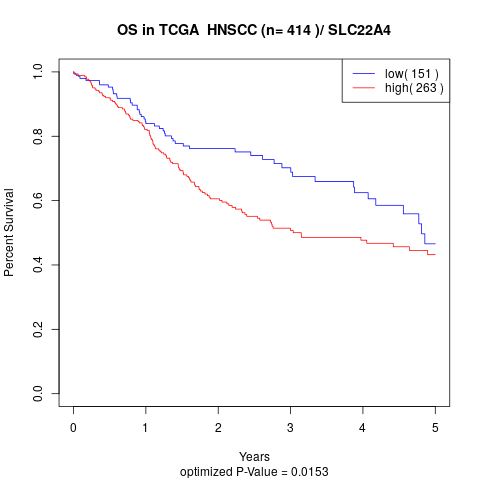 OS in TCGA  HNSCC (n= 414 )/ SLC22A4
low( 151 )
high( 263 )
Percent Survival
1.0
0.8
0.6
0.4
0.2
0.0
0 1 2 3 4 5
Years
optimized P-Value = 0.0153